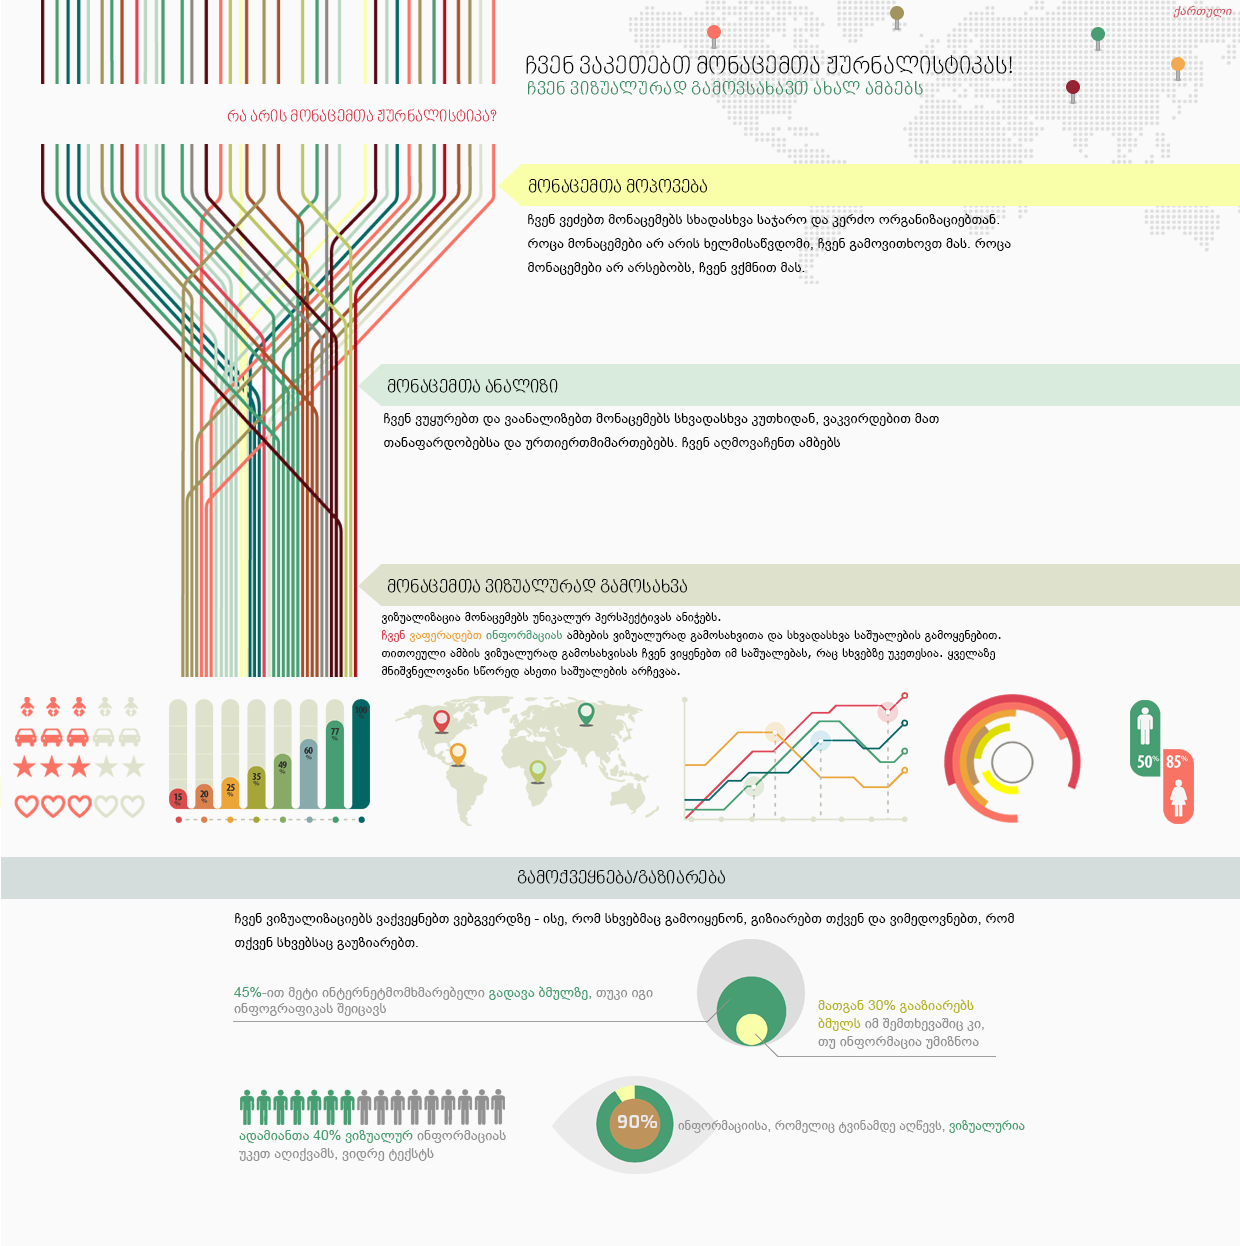 ქართული
ჩვენ ვაკეთებთ მონაცემთა ჟურნალისტიკას!
ჩვენ ვიზუალურად გამოვსახავთ ახალ ამბებს
რა არის მონაცემთა ჟურნალისტიკა?
მონაცემთა მოპოვება
ჩვენ ვეძებთ მონაცემებს სხადასხვა საჯარო და კერძო ორგანიზაციებთან.
როცა მონაცემები არ არის ხელმისაწვდომი, ჩვენ გამოვითხოვთ მას. როცა
მონაცემები არ არსებობს, ჩვენ ვქმნით მას.
მონაცემთა ანალიზი
ჩვენ ვუყურებთ და ვაანალიზებთ მონაცემებს სხვადასხვა კუთხიდან, ვაკვირდებით მათ
თანაფარდობებსა და ურთიერთმიმართებებს. ჩვენ აღმოვაჩენთ ამბებს
მონაცემთა ვიზუალურად გამოსახვა
ვიზუალიზაცია მონაცემებს უნიკალურ პერსპექტივას ანიჭებს.
ჩვენ ვაფერადებთ ინფორმაციას ამბების ვიზუალურად გამოსახვითა და სხვადასხვა საშუალების გამოყენებით.
თითოეული ამბის ვიზუალურად გამოსახვისას ჩვენ ვიყენებთ იმ საშუალებას, რაც სხვებზე უკეთესია. ყველაზე
მნიშვნელოვანი სწორედ ასეთი საშუალების არჩევაა.
15 %
20 %
25 %
35 %
49 %
60 %
77 %
100 %
50%
85%
გამოქვეყნება/გაზიარება
ჩვენ ვიზუალიზაციებს ვაქვეყნებთ ვებგვერდზე - ისე, რომ სხვებმაც გამოიყენონ, გიზიარებთ თქვენ და ვიმედოვნებთ, რომ
თქვენ სხვებსაც გაუზიარებთ.
45%-ით მეტი ინტერნეტმომხმარებელი გადავა ბმულზე, თუკი იგი
ინფოგრაფიკას შეიცავს
მათგან 30% გააზიარებს
ბმულს იმ შემთხევაშიც კი,
თუ ინფორმაცია უმიზნოა
ადამიანთა 40% ვიზუალურ ინფორმაციას
უკეთ აღიქვამს, ვიდრე ტექსტს
90%
ინფორმაციისა, რომელიც ტვინამდე აღწევს, ვიზუალურია